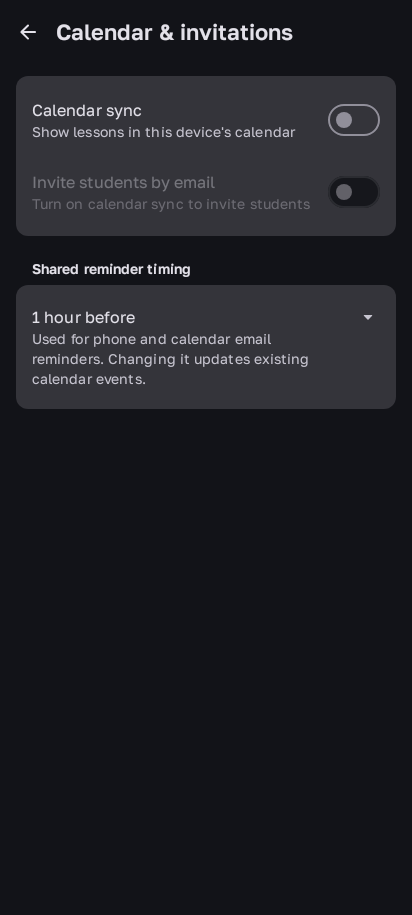 Calendar & invitations
Calendar sync
Show lessons in this device's calendar
Invite students by email
Turn on calendar sync to invite students
Shared reminder timing
1 hour before
Used for phone and calendar email
reminders. Changing it updates existing
calendar events.